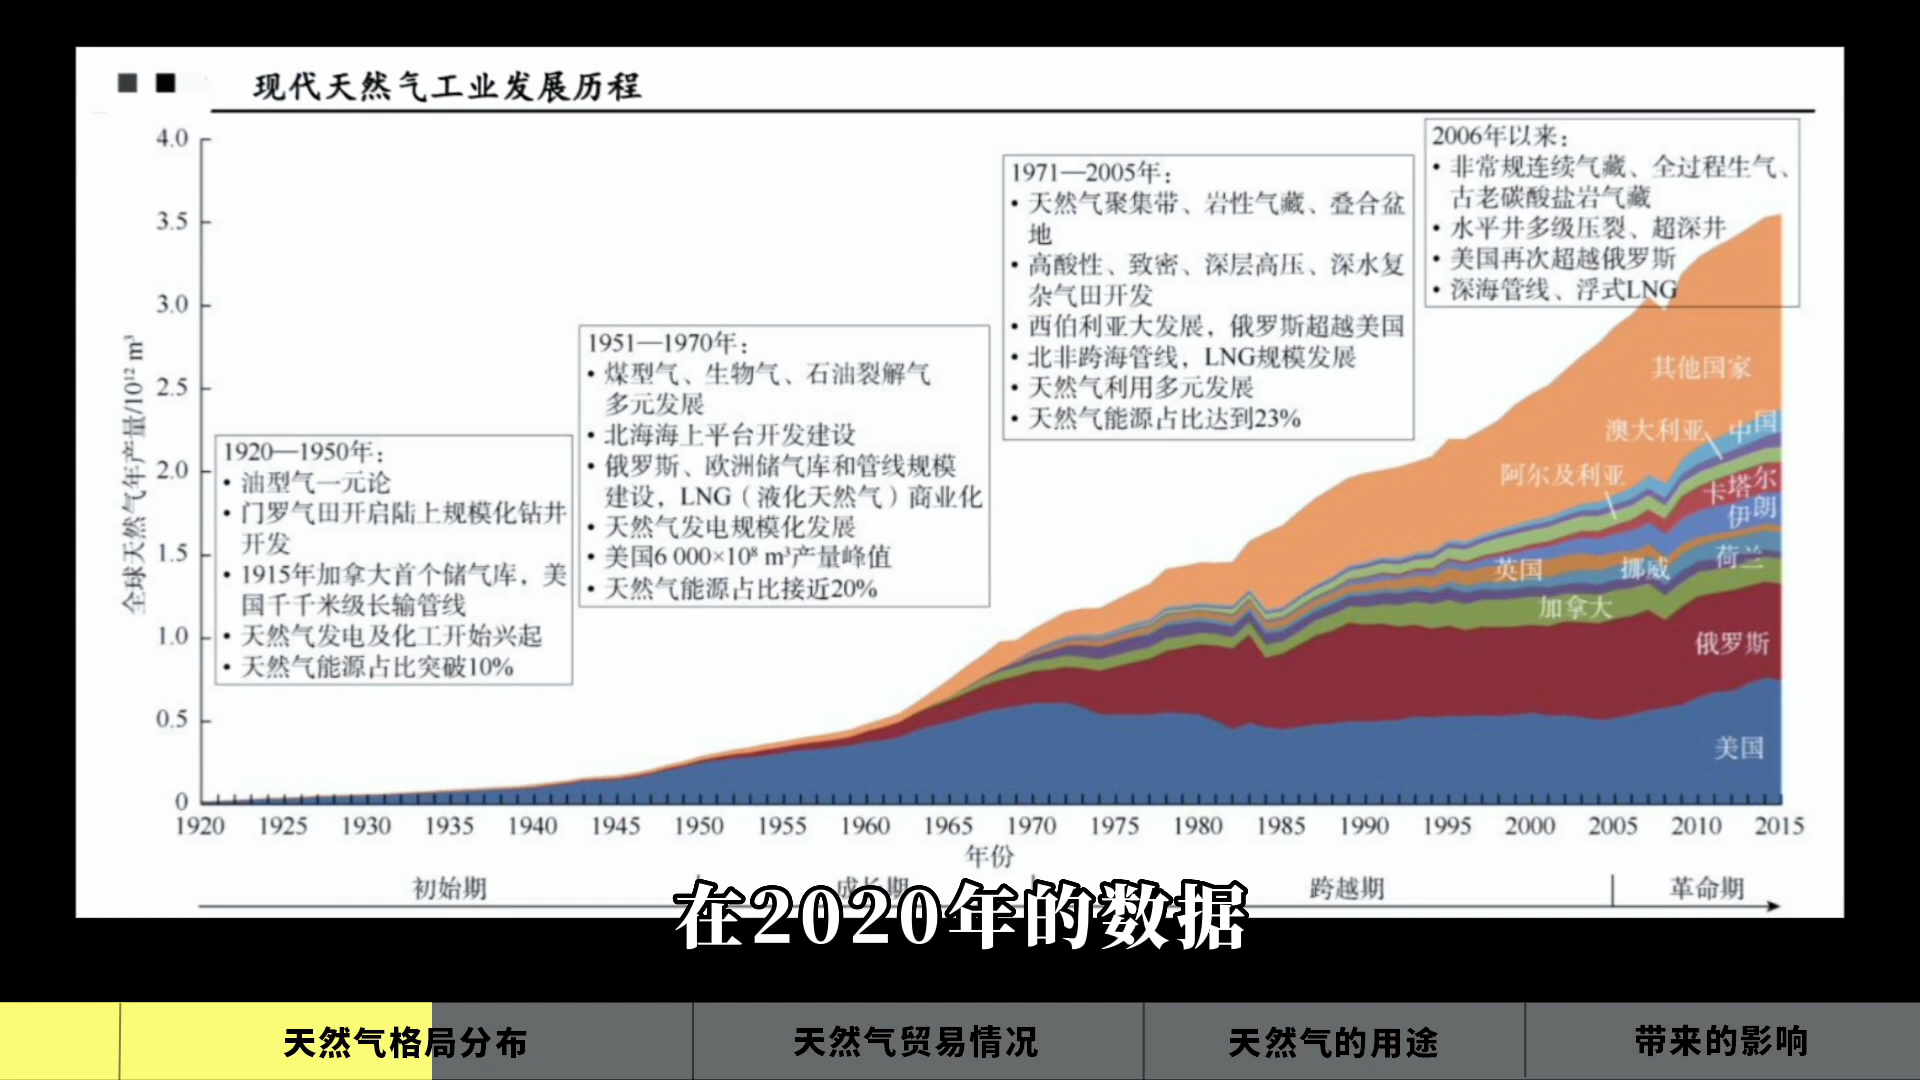 现代天然气工业发展历程
4.0
3.5
3.0
2.5
2.0
1.5
1.0
0.5
0
全球天然气年产量/10¹² m³
1920—1950年：
• 油型气一元论
• 门罗气田开启陆上规模化钻井
开发
• 1915年加拿大首个储气库，美
国千千米级长输管线
• 天然气发电及化工开始兴起
• 天然气能源占比突破10%
1951—1970年：
• 煤型气、生物气、石油裂解气
多元发展
• 北海海上平台开发建设
• 俄罗斯、欧洲储气库和管线规模
建设，LNG（液化天然气）商业化
• 天然气发电规模化发展
• 美国6 000×10⁸ m³产量峰值
• 天然气能源占比接近20%
1971—2005年：
• 天然气聚集带、岩性气藏、叠合盆
地
• 高酸性、致密、深层高压、深水复
杂气田开发
• 西伯利亚大发展，俄罗斯超越美国
• 北非跨海管线，LNG规模发展
• 天然气利用多元发展
• 天然气能源占比达到23%
2006年以来：
• 非常规连续气藏、全过程生气、
古老碳酸盐岩气藏
• 水平井多级压裂、超深井
• 美国再次超越俄罗斯
• 深海管线、浮式LNG
其他国家
中国
澳大利亚
阿尔及利亚
卡塔尔
伊朗
英国
挪威
荷兰
加拿大
俄罗斯
美国
1920 1925 1930 1935 1940 1945 1950 1955 1960 1965 1970 1975 1980 1985 1990 1995 2000 2005 2010 2015
年份
初始期 成长期 跨越期 革命期
在2020年的数据
天然气格局分布 天然气贸易情况 天然气的用途 带来的影响